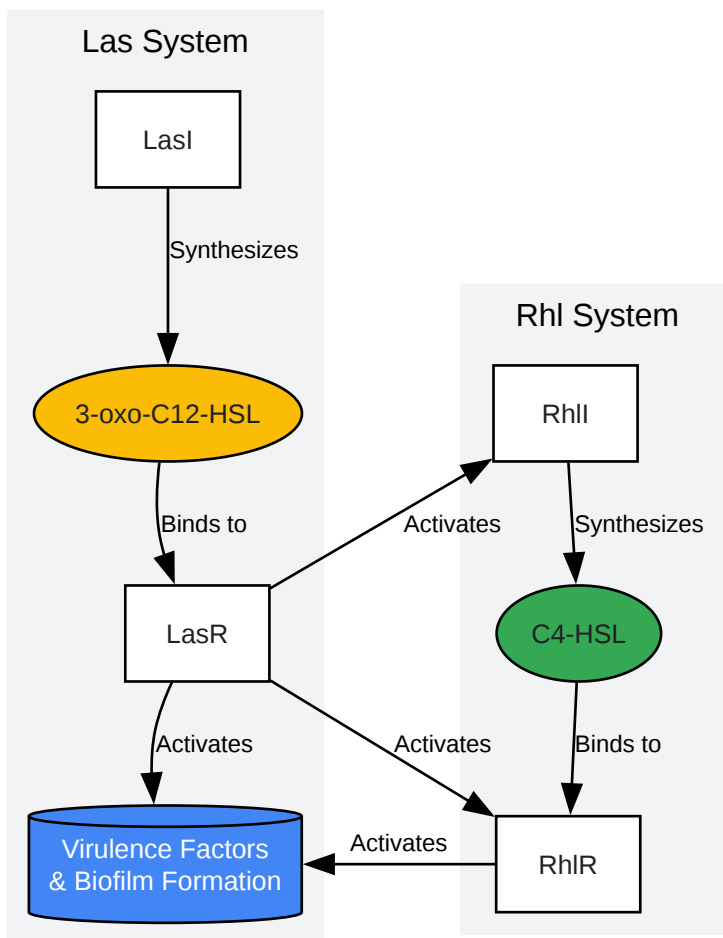 Las System
LasI
Synthesizes
Rhl System
3-oxo-C12-HSL
RhlI
Binds to
Activates
Synthesizes
LasR
C4-HSL
Activates
Activates
Binds to
Virulence Factors
& Biofilm Formation
Activates
RhlR